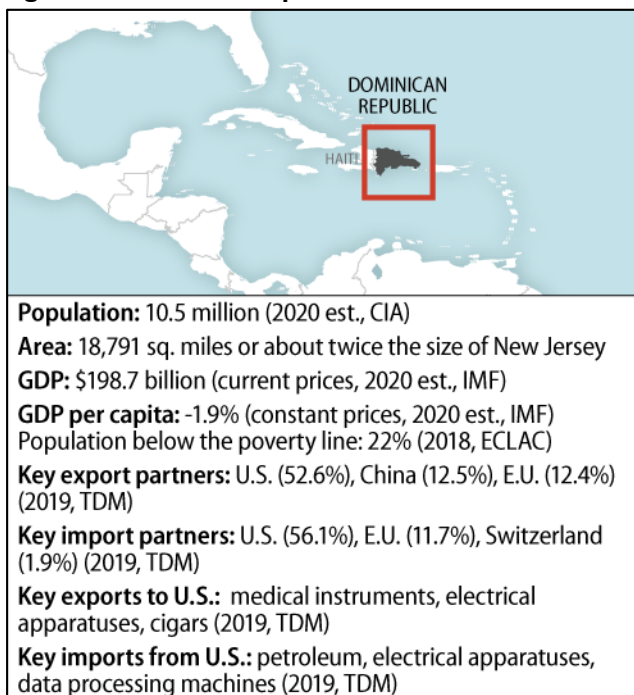 DOMINICAN
REPUBLIC
HAITI
Population: 10.5 million (2020 est., CIA)
Area: 18,791 sq. miles or about twice the size of New Jersey
GDP: $198.7 billion (current prices, 2020 est., IMF)
GDP per capita: -1.9% (constant prices, 2020 est., IMF)
Population below the poverty line: 22% (2018, ECLAC)
Key export partners: U.S. (52.6%), China (12.5%), E.U. (12.4%)
(2019, TDM)
Key import partners: U.S. (56.1%), E.U. (11.7%), Switzerland
(1.9%) (2019, TDM)
Key exports to U.S.: medical instruments, electrical
apparatuses, cigars (2019, TDM)
Key imports from U.S.: petroleum, electrical apparatuses,
data processing machines (2019, TDM)